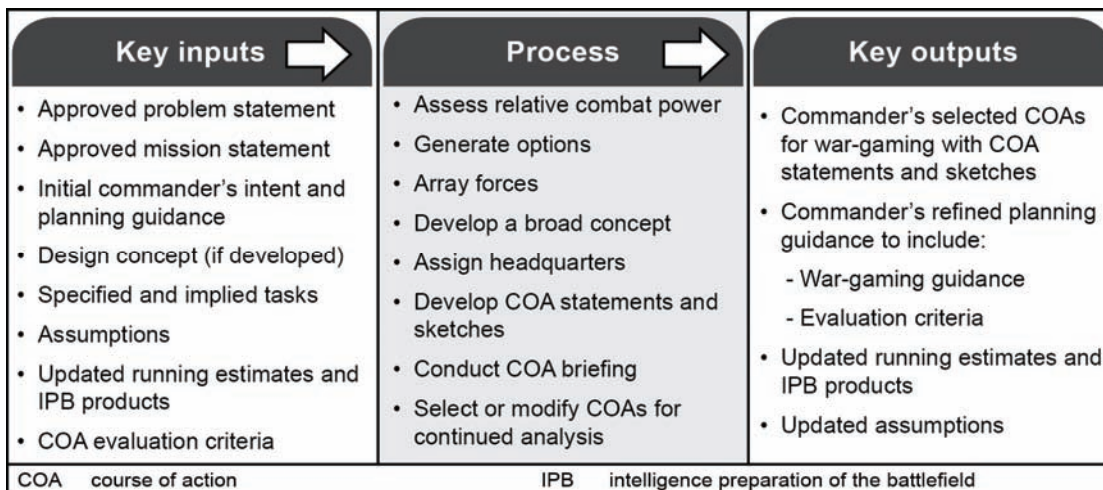 Key inputs
• Approved problem statement
• Approved mission statement
• Initial commander's intent and
planning guidance
• Design concept (if developed)
• Specified and implied tasks
• Assumptions
• Updated running estimates and
IPB products
• COA evaluation criteria
Process
• Assess relative combat power
• Generate options
• Array forces
• Develop a broad concept
• Assign headquarters
• Develop COA statements and
sketches
• Conduct COA briefing
• Select or modify COAs for
continued analysis
Key outputs
• Commander's selected COAs
for war-gaming with COA
statements and sketches
• Commander's refined planning
guidance to include:
- War-gaming guidance
- Evaluation criteria
• Updated running estimates and
IPB products
• Updated assumptions
COA course of action
IPB intelligence preparation of the battlefield